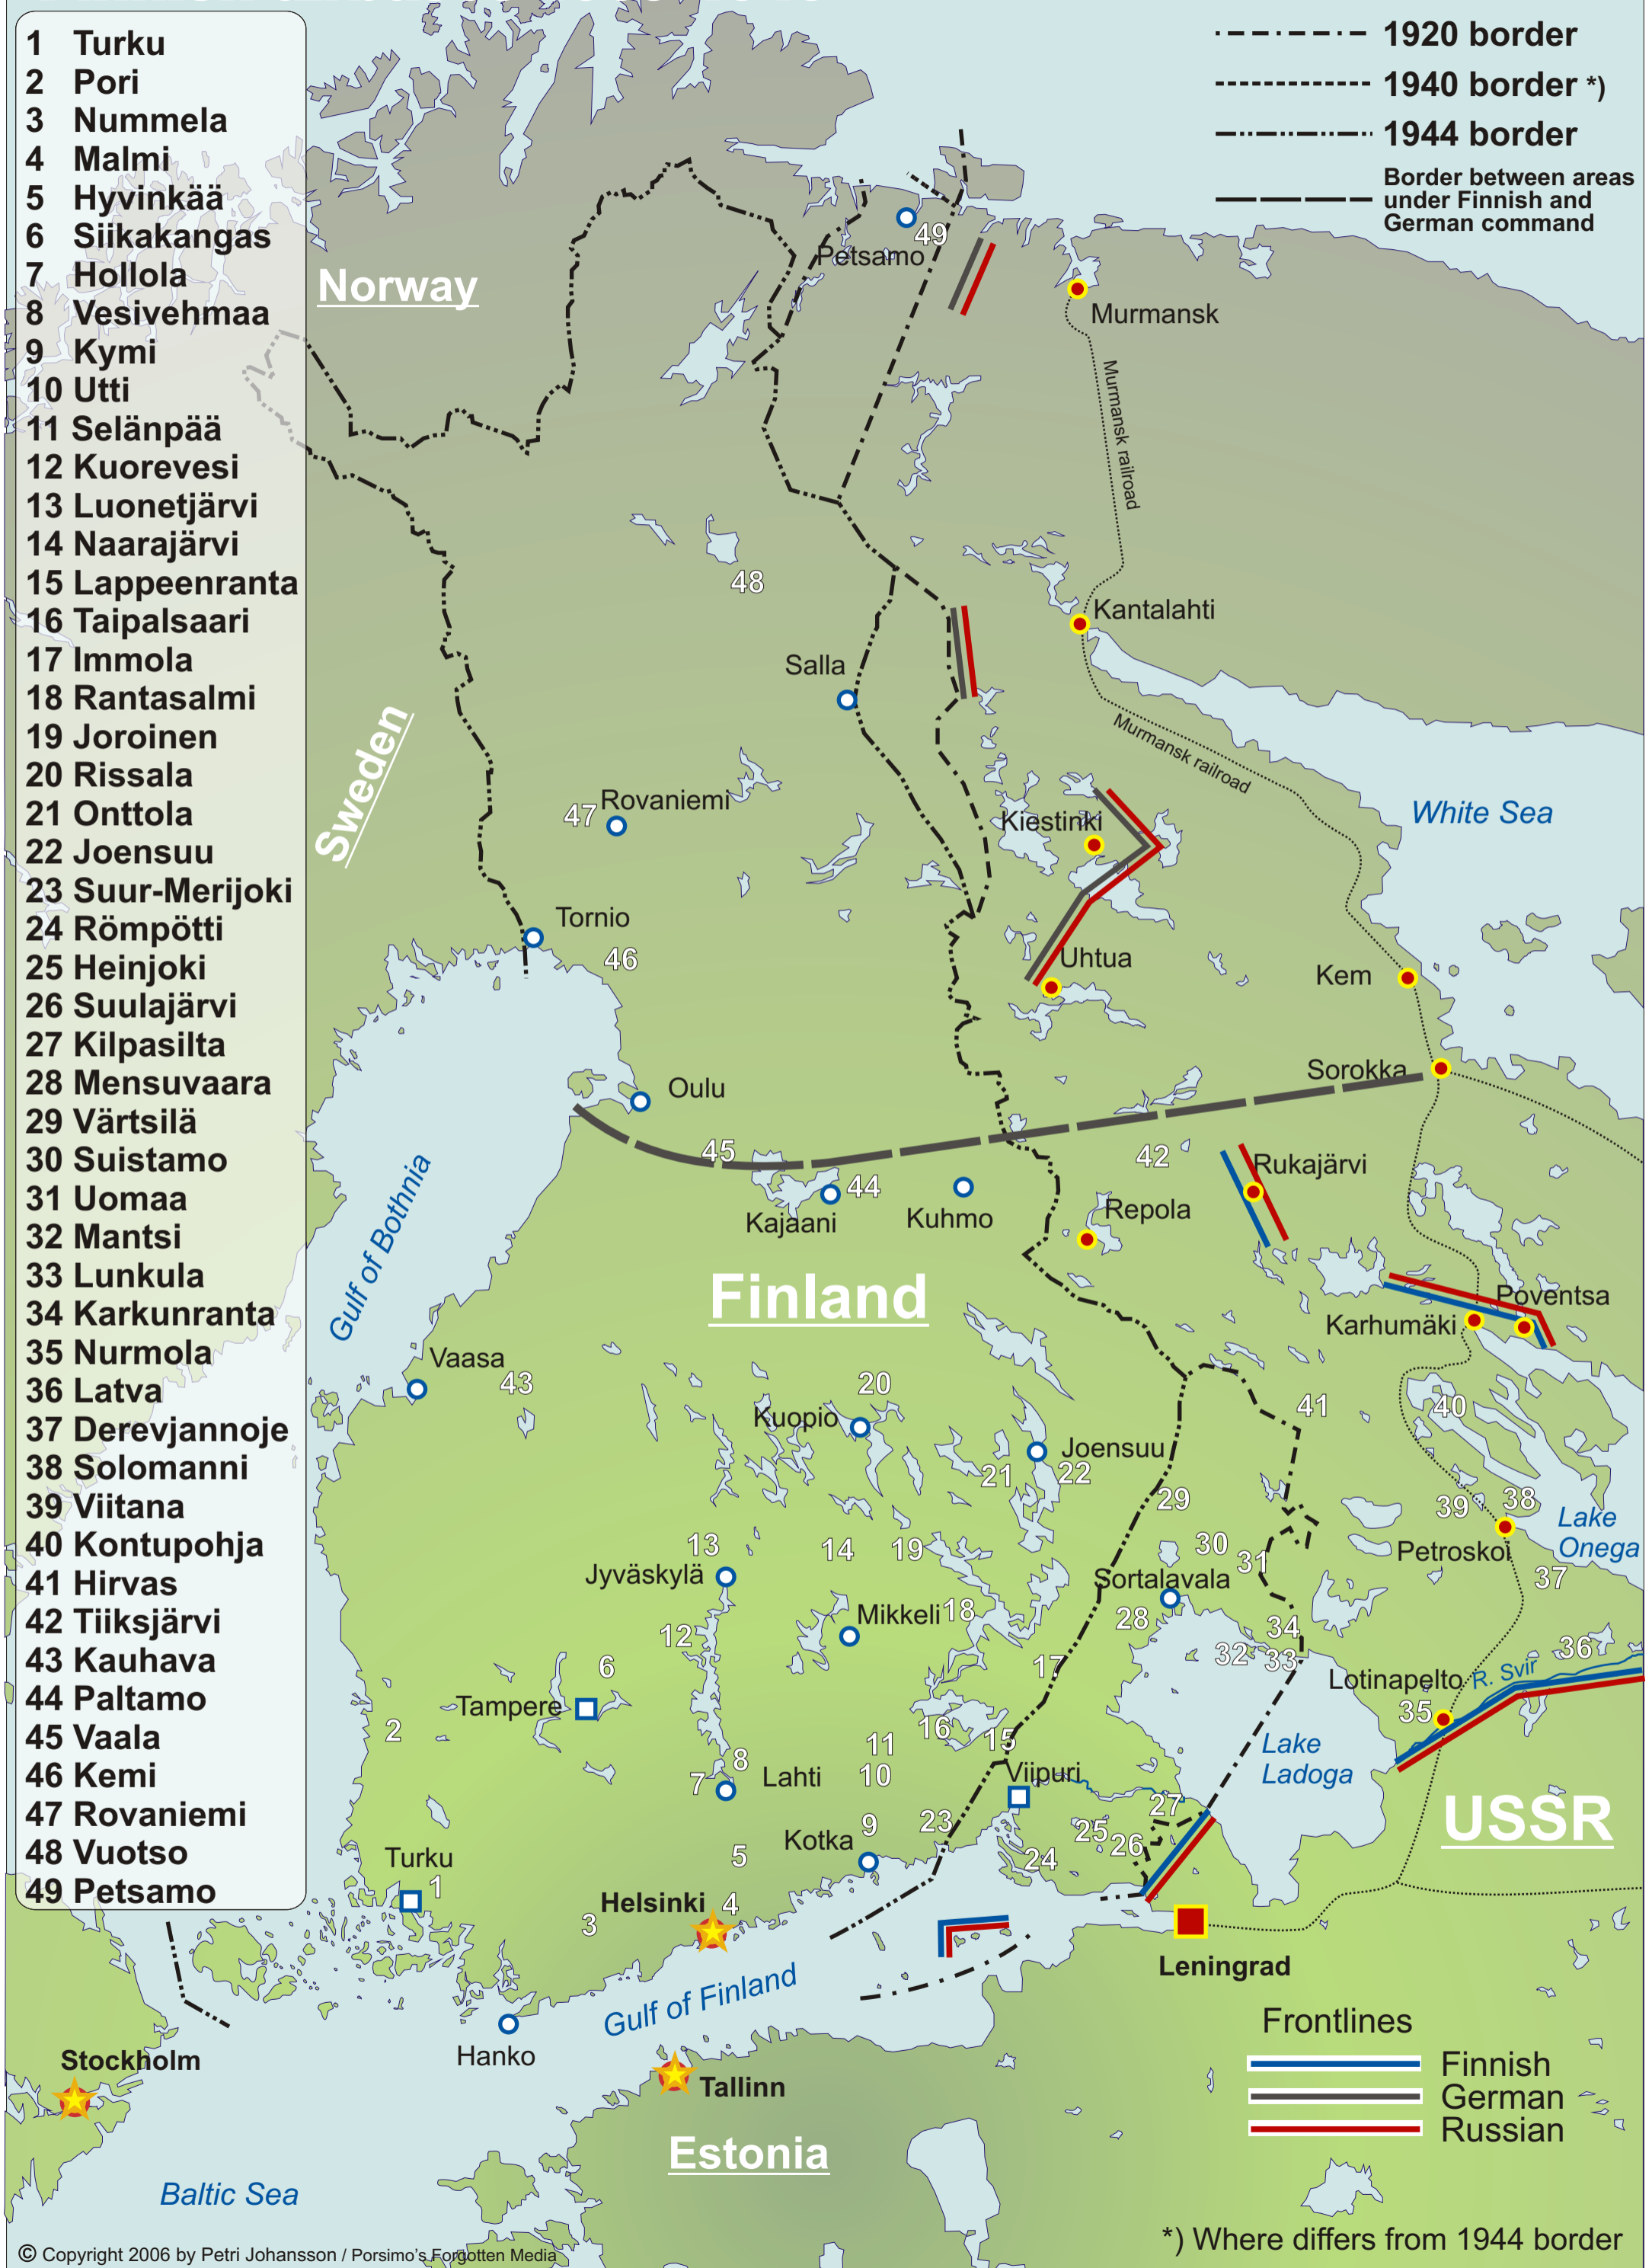 1 Turku
2 Pori
3 Nummela
4 Malmi
5 Hyvinkää
6 Siikakangas
7 Hollola
8 Vesivehmaa
9 Kymi
10 Utti
11 Selänpää
12 Kuorevesi
13 Luonetjärvi
14 Naarajärvi
15 Lappeenranta
16 Taipalsaari
17 Immola
18 Rantasalmi
19 Joroinen
20 Rissala
21 Onttola
22 Joensuu
23 Suur-Merijoki
24 Römpötti
25 Heinjoki
26 Suulajärvi
27 Kilpasilta
28 Mensuvaara
29 Värtsilä
30 Suistamo
31 Uomaa
32 Mantsi
33 Lunkula
34 Karkunranta
35 Nurmola
36 Latva
37 Derevjannoje
38 Solomanni
39 Viitana
40 Kontupohja
41 Hirvas
42 Tiiksjärvi
43 Kauhava
44 Paltamo
45 Vaala
46 Kemi
47 Rovaniemi
48 Vuotso
49 Petsamo
1920 border
1940 border *)
1944 border
Border between areas
under Finnish and
German command
49
Petsamo
Norway
Murmansk
Murmansk railroad
48
Kantalahti
Salla
Murmansk railroad
Sweden
47 Rovaniemi
Kiestinki
White Sea
Tornio
46
Uhtua
Kem
Sorokka
Oulu
45
42
Rukajärvi
44
Kajaani
Kuhmo
Repola
Gulf of Bothnia
Finland
Poventsa
Karhumäki
Vaasa
43
20
41
40
Kuopio
Joensuu
21
22
29
39
38
Lake
Onega
13
14
19
30
31
Petroskoi
37
Jyväskylä
Sortalavala
Mikkeli
18
28
12
34
32
33
36
6
17
Lotinapelto
R. Svir
Tampere
2
16
15
35
11
8
Lake
Ladoga
7
Lahti
10
Viipuri
27
USSR
9
23
25
26
Kotka
5
24
Turku
1
Helsinki
4
3
Leningrad
Gulf of Finland
Hanko
Frontlines
Stockholm
Tallinn
Finnish
German
Russian
Estonia
Baltic Sea
*) Where differs from 1944 border
© Copyright 2006 by Petri Johansson / Porsimo's Forgotten Media